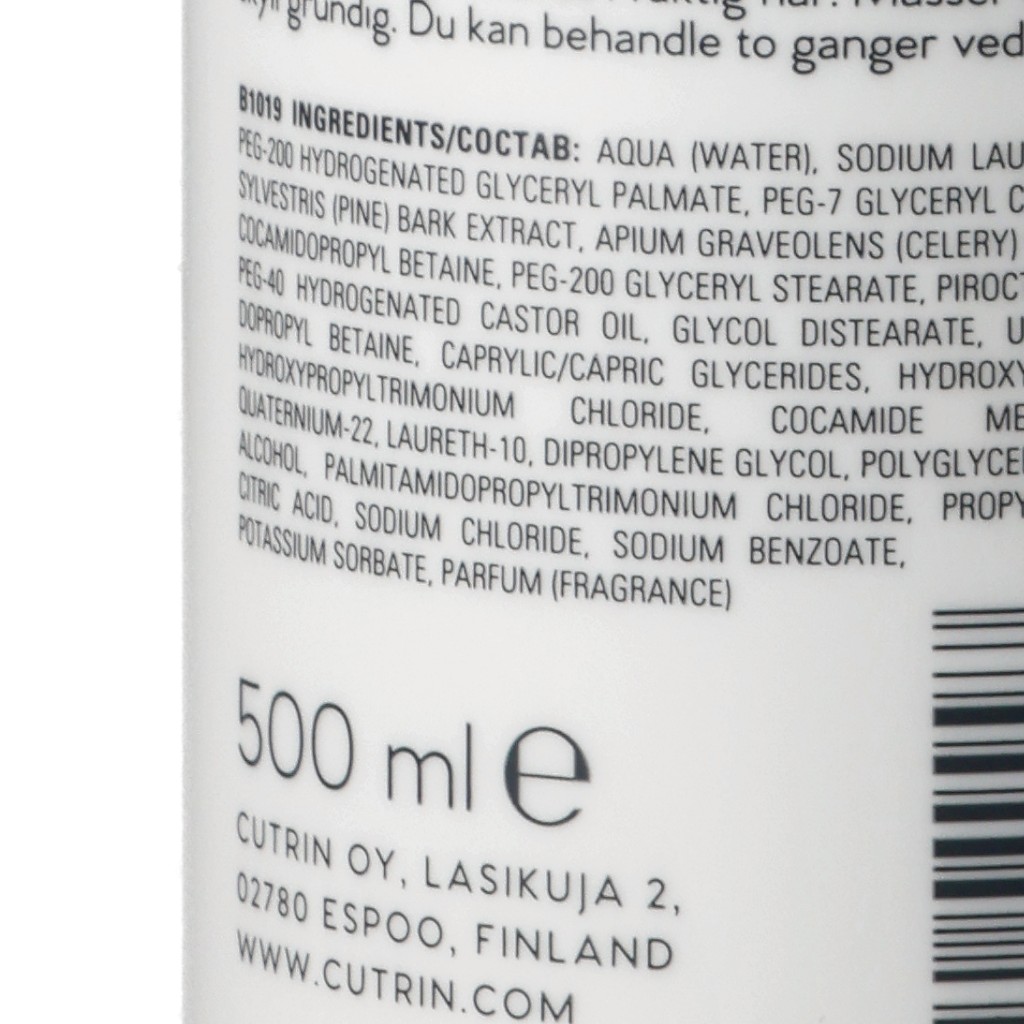 grundig. Du kan behandle to ganger ved
B1019 INGREDIENTS/COCTAB: AQUA (WATER), SODIUM LAU
PEG-200 HYDROGENATED GLYCERYL PALMATE, PEG-7 GLYCERYL C
SYLVESTRIS (PINE) BARK EXTRACT, APIUM GRAVEOLENS (CELERY)
COCAMIDOPROPYL BETAINE, PEG-200 GLYCERYL STEARATE, PIROCT
PEG-40 HYDROGENATED CASTOR OIL, GLYCOL DISTEARATE, U
DOPROPYL BETAINE, CAPRYLIC/CAPRIC GLYCERIDES, HYDROXY
HYDROXYPROPYLTRIMONIUM CHLORIDE, COCAMIDE ME
QUATERNIUM-22, LAURETH-10, DIPROPYLENE GLYCOL, POLYGLYCE
ALCOHOL, PALMITAMIDOPROPYLTRIMONIUM CHLORIDE, PROPY
CITRIC ACID, SODIUM CHLORIDE, SODIUM BENZOATE,
POTASSIUM SORBATE, PARFUM (FRAGRANCE)
500 ml e
CUTRIN OY, LASIKUJA 2,
02780 ESPOO, FINLAND
WWW.CUTRIN.COM